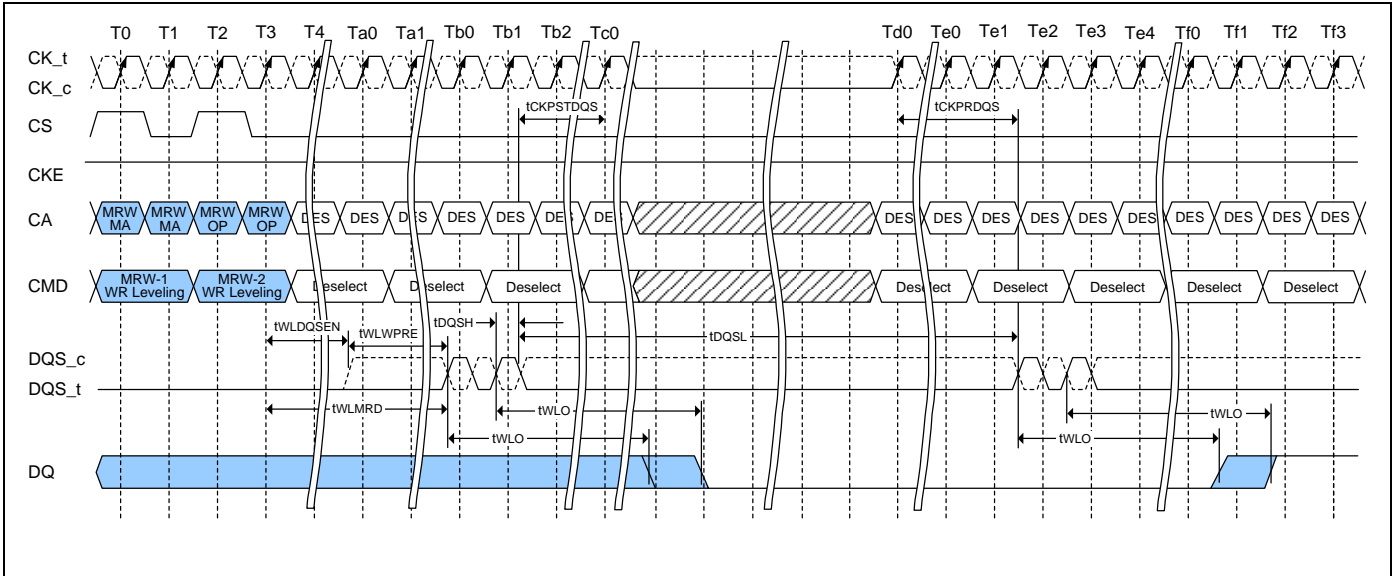 T0 T1 T2 T3 T4 Ta0 Ta1 Tb0 Tb1 Tb2 Tc0 Td0 Te0 Te1 Te2 Te3 Te4 Tf0 Tf1 Tf2 Tf3
CK_t
CK_c
tCKPSTDQS tCKPRDQS
CS
CKE
CA
MRW MA
MRW MA
MRW OP
MRW OP
DES DES DES DES DES DES DES DES DES DES DES DES DES DES DES DES DES
CMD
MRW-1
WR Leveling
MRW-2
WR Leveling
Deselect Deselect Deselect Deselect Deselect Deselect Deselect Deselect
tWLDQSEN tWLWPRE tDQSH tDQSL
DQS_c
DQS_t
tWLMRD tWLO tWLO
tWLO tWLO
DQ